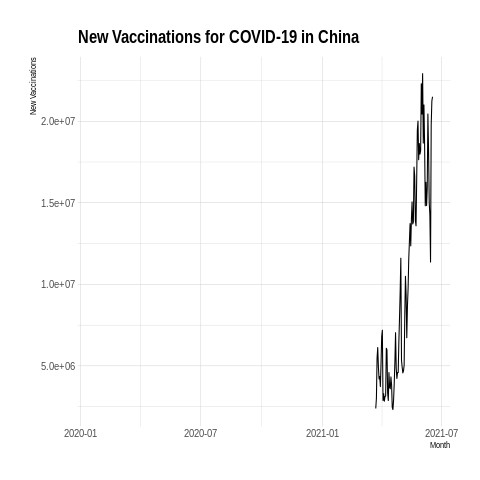 New Vaccinations for COVID-19 in China
New Vaccinations
2.0e+07
1.5e+07
1.0e+07
5.0e+06
2020-01 2020-07 2021-01 2021-07
Month